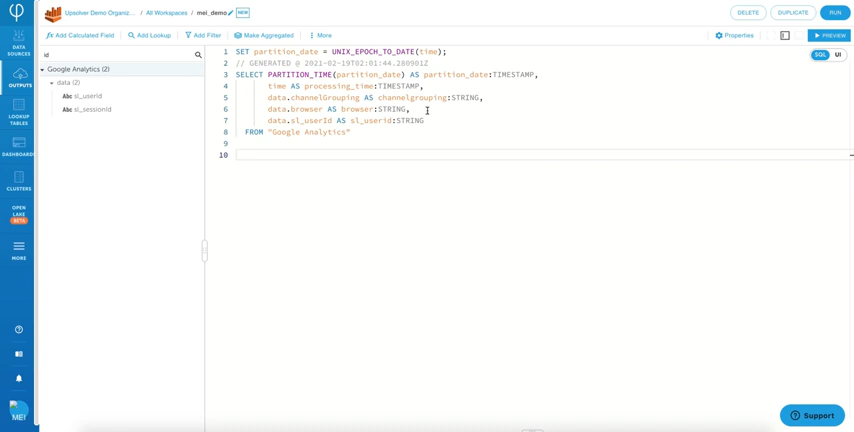 Upsolver Demo Organiz... / All Workspaces / mei_demo NEW
DELETE DUPLICATE RUN
fx Add Calculated Field Add Lookup Add Filter Make Aggregated More Properties PREVIEW
SQL UI
DATA SOURCES
OUTPUTS
LOOKUP TABLES
DASHBOARD
CLUSTERS
OPEN LAKE BETA
MORE
MEI
id
Google Analytics (2)
data (2)
Abc sl_userId
Abc sl_sessionId
1 SET partition_date = UNIX_EPOCH_TO_DATE(time);
2 // GENERATED @ 2021-02-19T02:01:44.280901Z
3 SELECT PARTITION_TIME(partition_date) AS partition_date:TIMESTAMP,
4 time AS processing_time:TIMESTAMP,
5 data.channelGrouping AS channelgrouping:STRING,
6 data.browser AS browser:STRING,
7 data.sl_userId AS sl_userid:STRING
8 FROM "Google Analytics"
9
10
Support